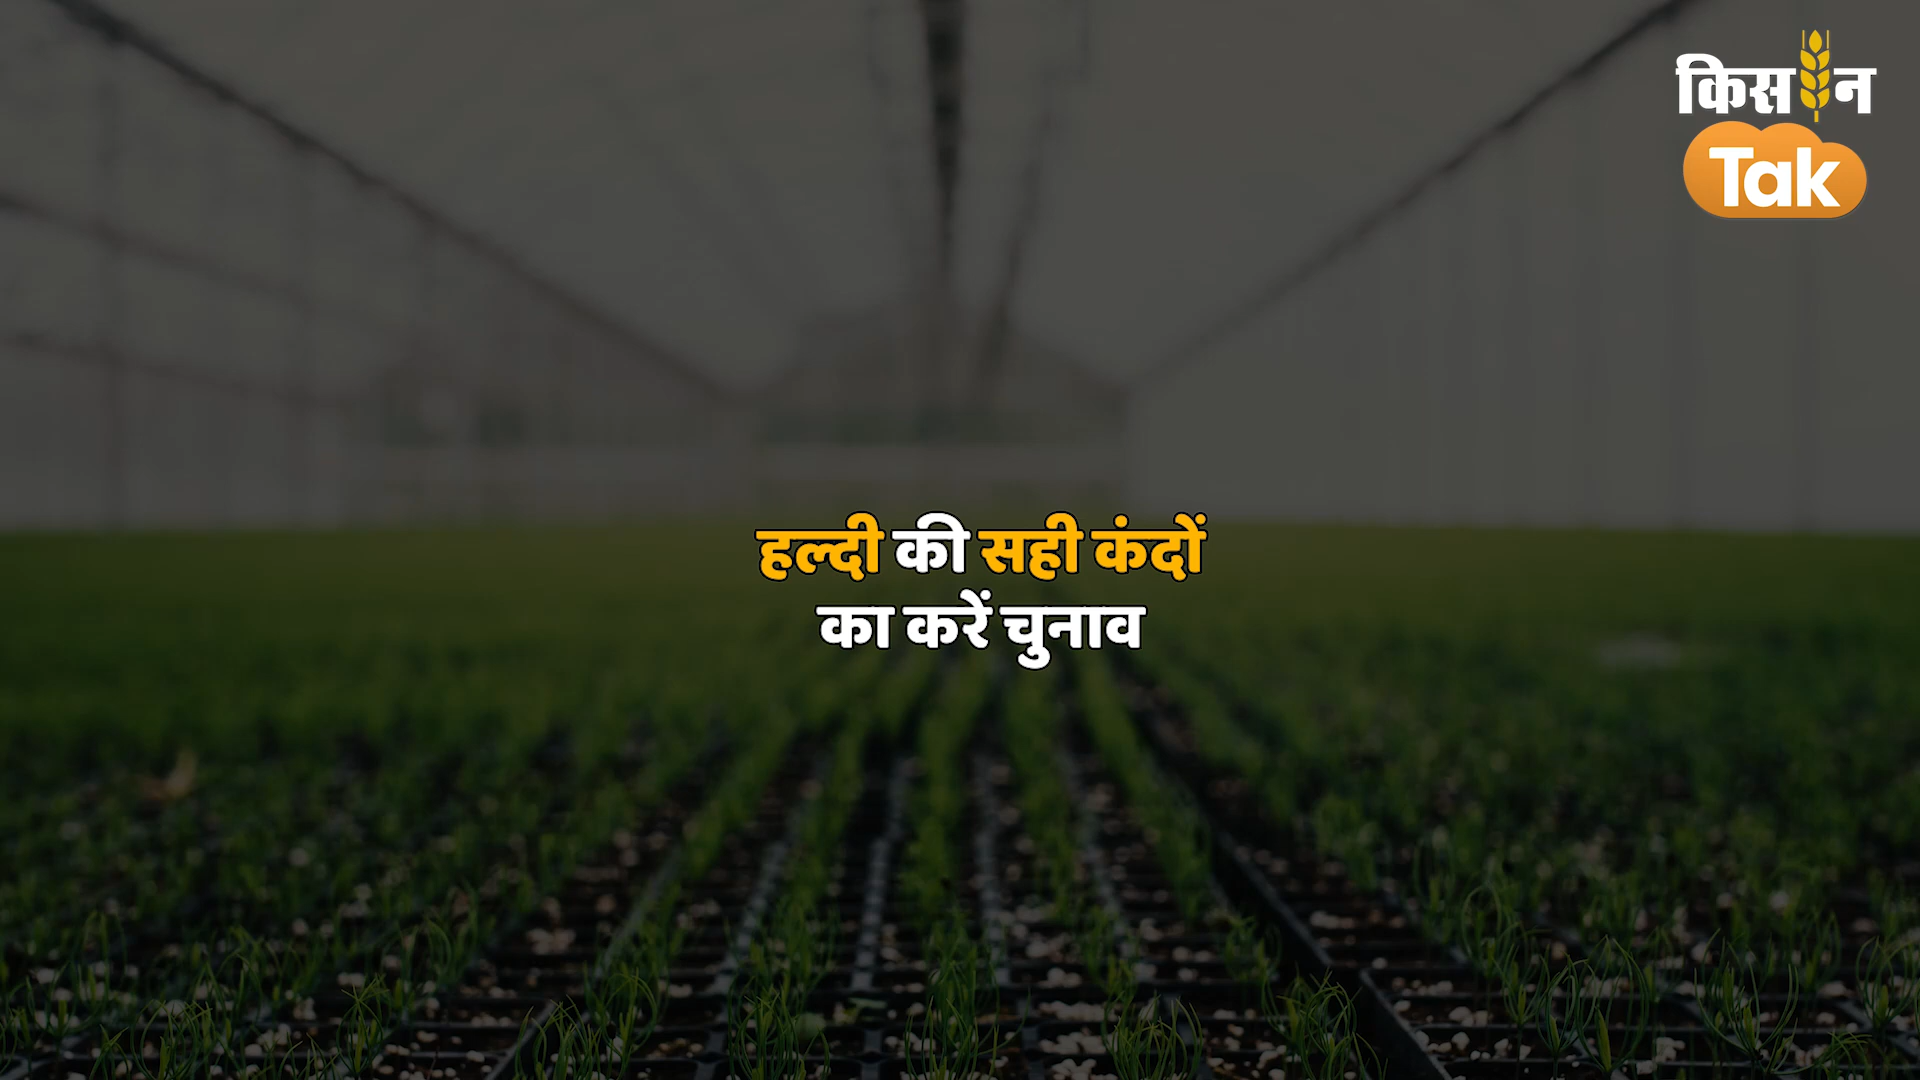 किसान
Tak
हल्दी की सही कंदों
का करें चुनाव